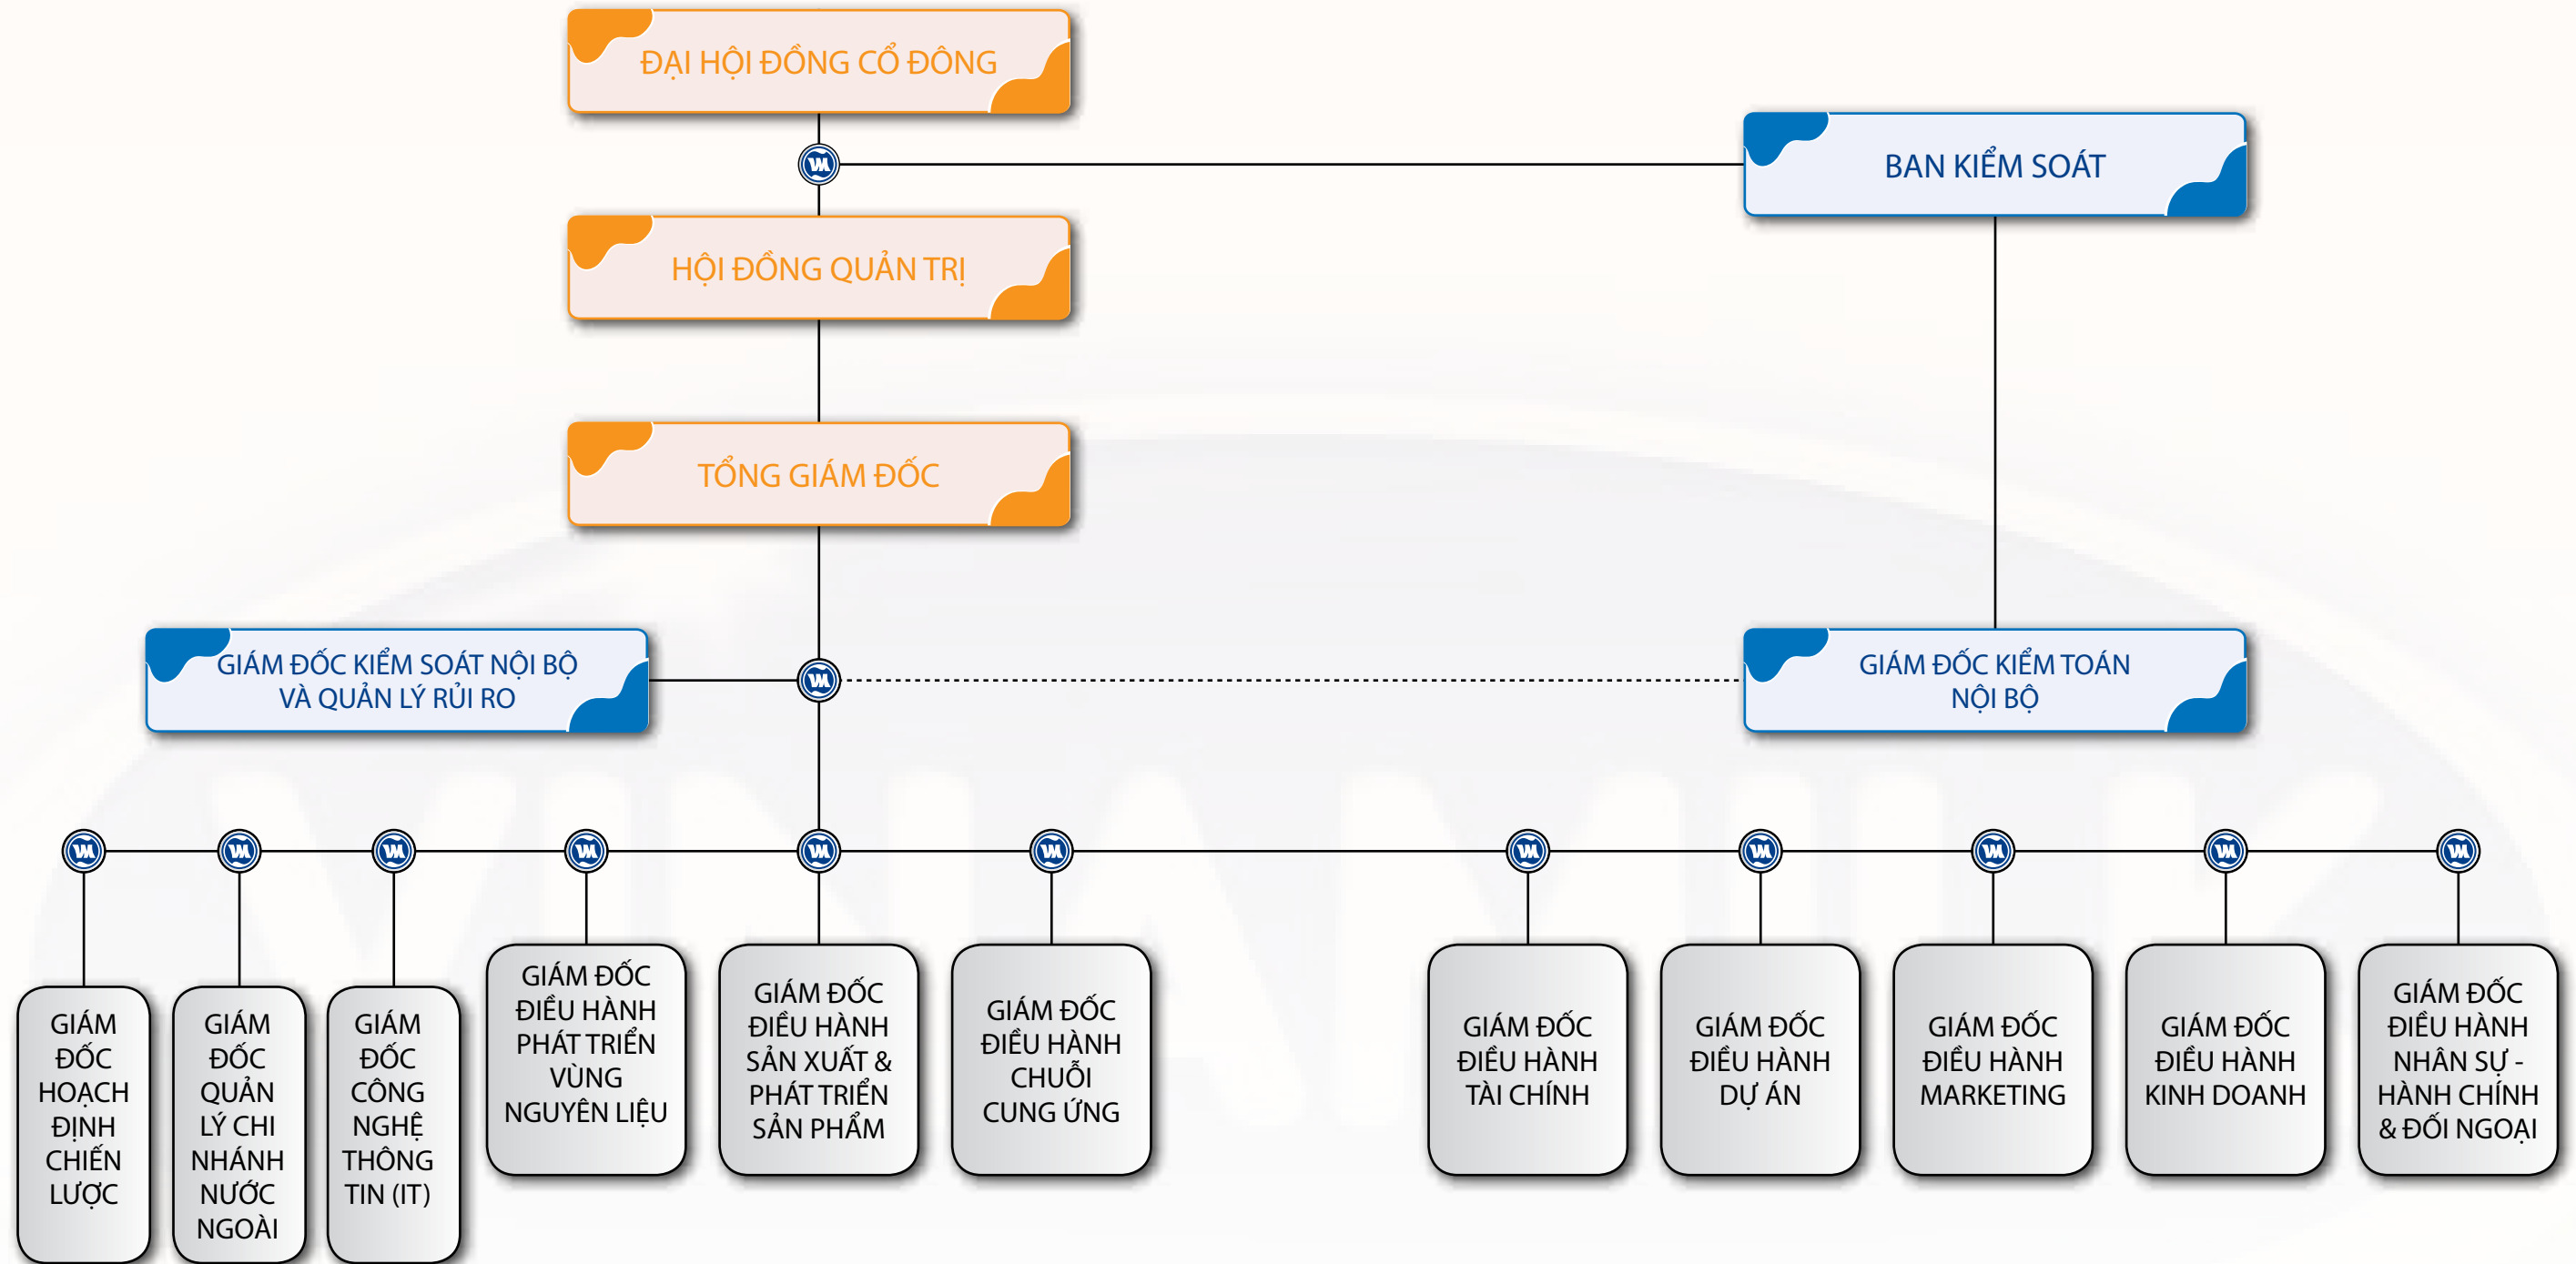 ĐẠI HỘI ĐỒNG CỔ ĐÔNG
BAN KIỂM SOÁT
HỘI ĐỒNG QUẢN TRỊ
TỔNG GIÁM ĐỐC
GIÁM ĐỐC KIỂM SOÁT NỘI BỘ
VÀ QUẢN LÝ RỦI RO
GIÁM ĐỐC KIỂM TOÁN
NỘI BỘ
VINAMILK
GIÁM
ĐỐC
HOẠCH
ĐỊNH
CHIẾN
LƯỢC
GIÁM
ĐỐC
QUẢN
LÝ CHI
NHÁNH
NƯỚC
NGOÀI
GIÁM
ĐỐC
CÔNG
NGHỆ
THÔNG
TIN (IT)
GIÁM ĐỐC
ĐIỀU HÀNH
PHÁT TRIỂN
VÙNG
NGUYÊN LIỆU
GIÁM ĐỐC
ĐIỀU HÀNH
SẢN XUẤT &
PHÁT TRIỂN
SẢN PHẨM
GIÁM ĐỐC
ĐIỀU HÀNH
CHUỖI
CUNG ỨNG
GIÁM ĐỐC
ĐIỀU HÀNH
TÀI CHÍNH
GIÁM ĐỐC
ĐIỀU HÀNH
DỰ ÁN
GIÁM ĐỐC
ĐIỀU HÀNH
MARKETING
GIÁM ĐỐC
ĐIỀU HÀNH
KINH DOANH
GIÁM ĐỐC
ĐIỀU HÀNH
NHÂN SỰ -
HÀNH CHÍNH
& ĐỐI NGOẠI